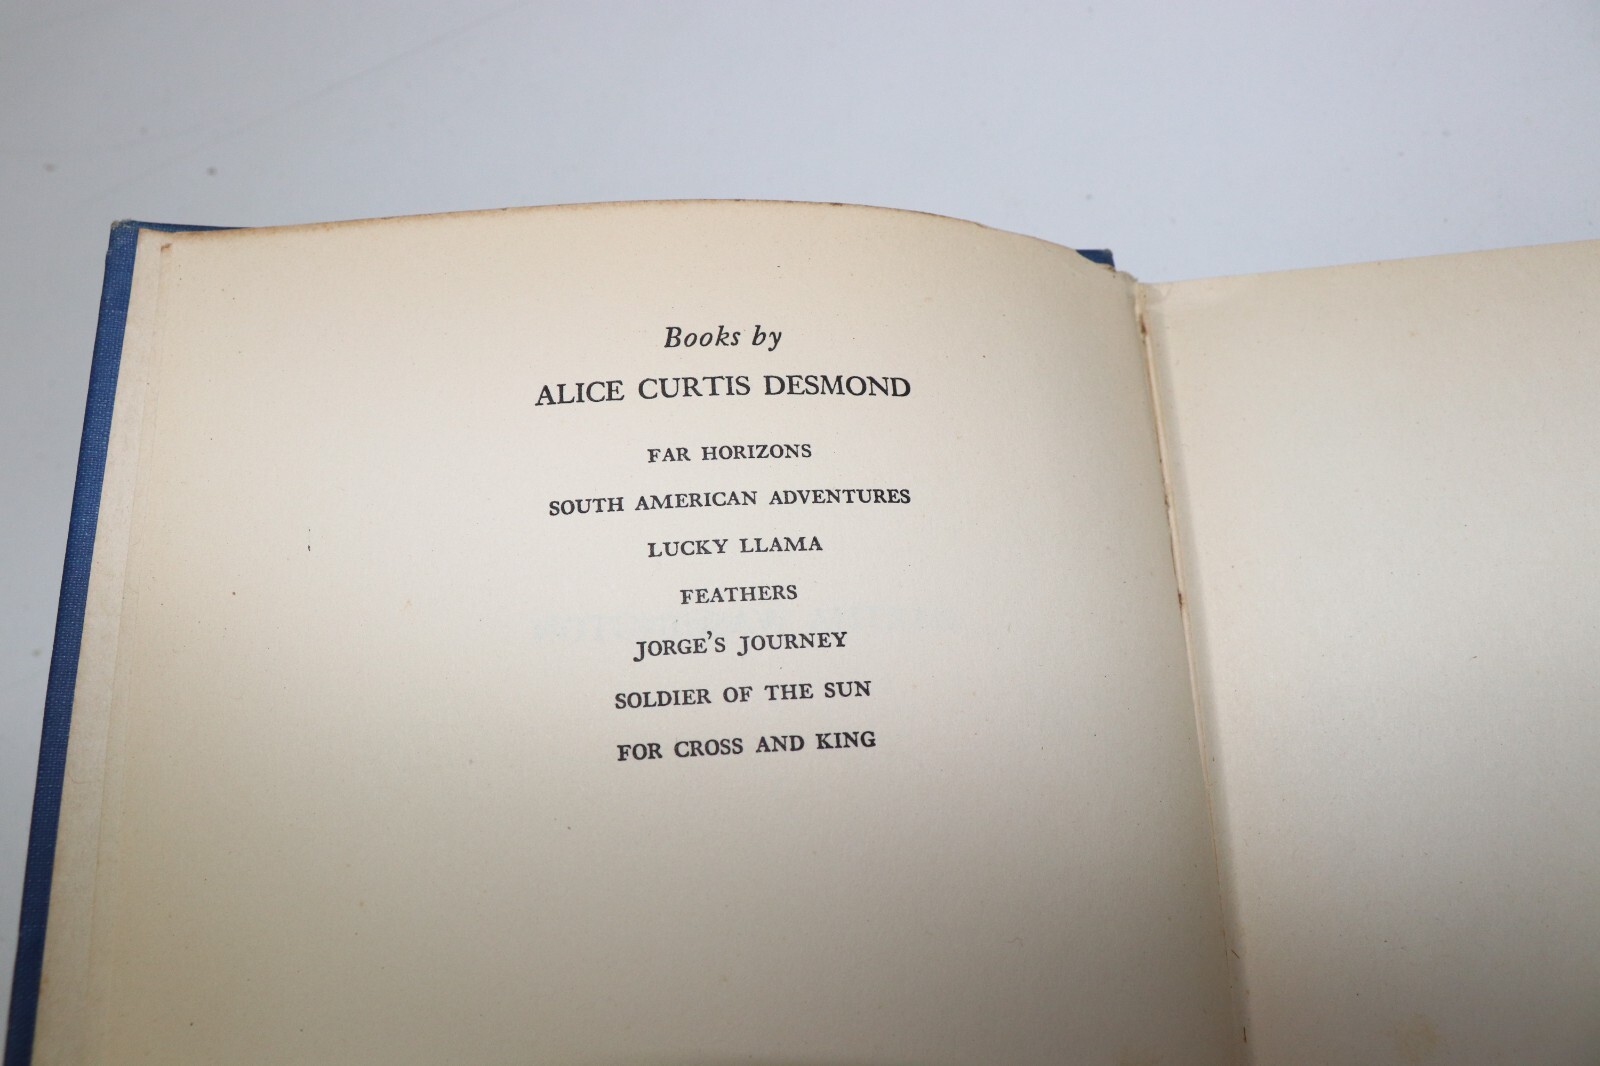 Books by
ALICE CURTIS DESMOND
FAR HORIZONS
SOUTH AMERICAN ADVENTURES
LUCKY LLAMA
FEATHERS
JORGE'S JOURNEY
SOLDIER OF THE SUN
FOR CROSS AND KING